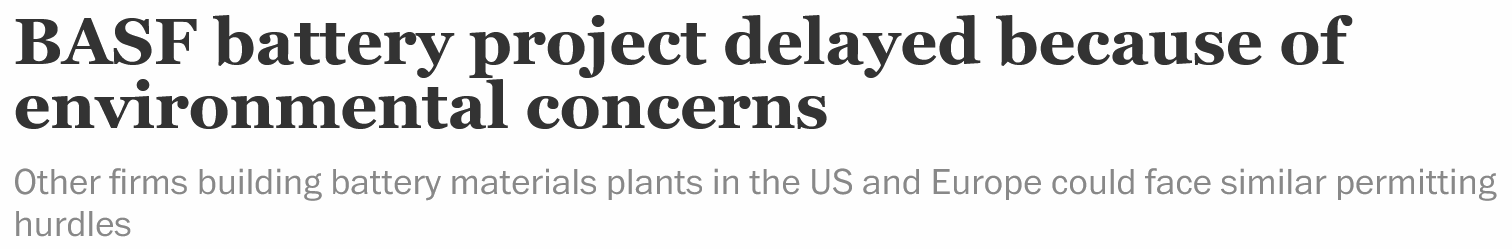 BASF battery project delayed because of
environmental concerns
Other firms building battery materials plants in the US and Europe could face similar permitting
hurdles